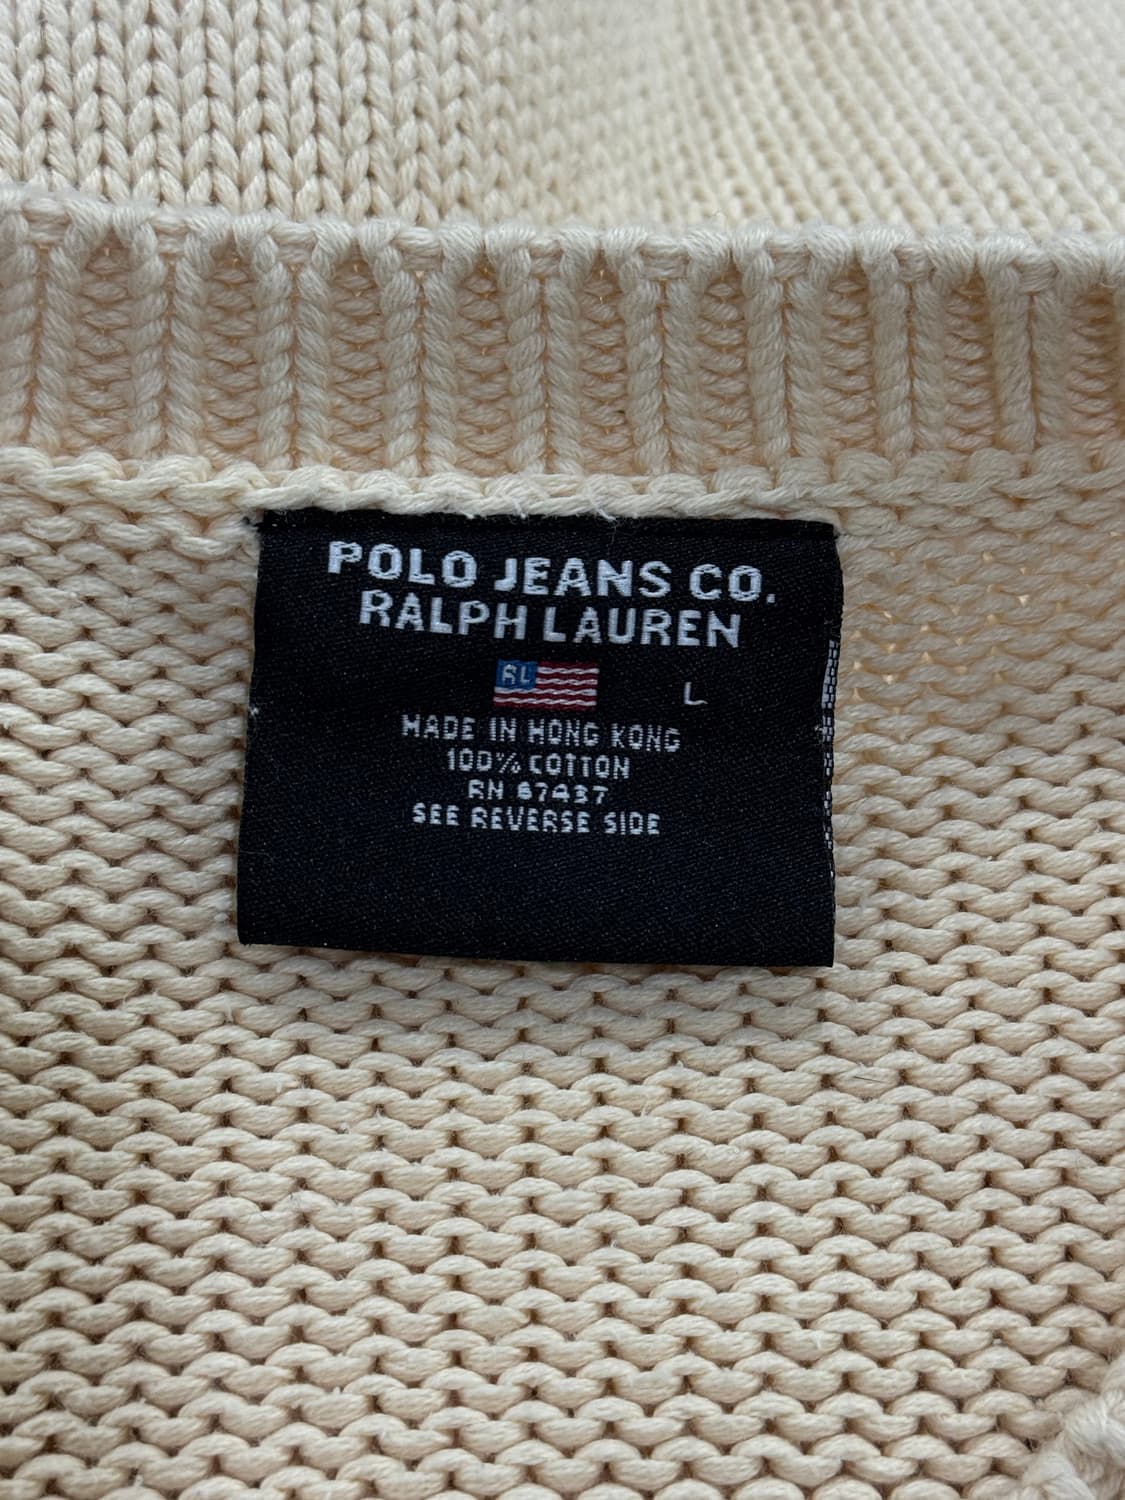 POLO JEANS CO.
RALPH LAUREN
RL
L
MADE IN HONG KONG
100% COTTON
RN 67437
SEE REVERSE SIDE